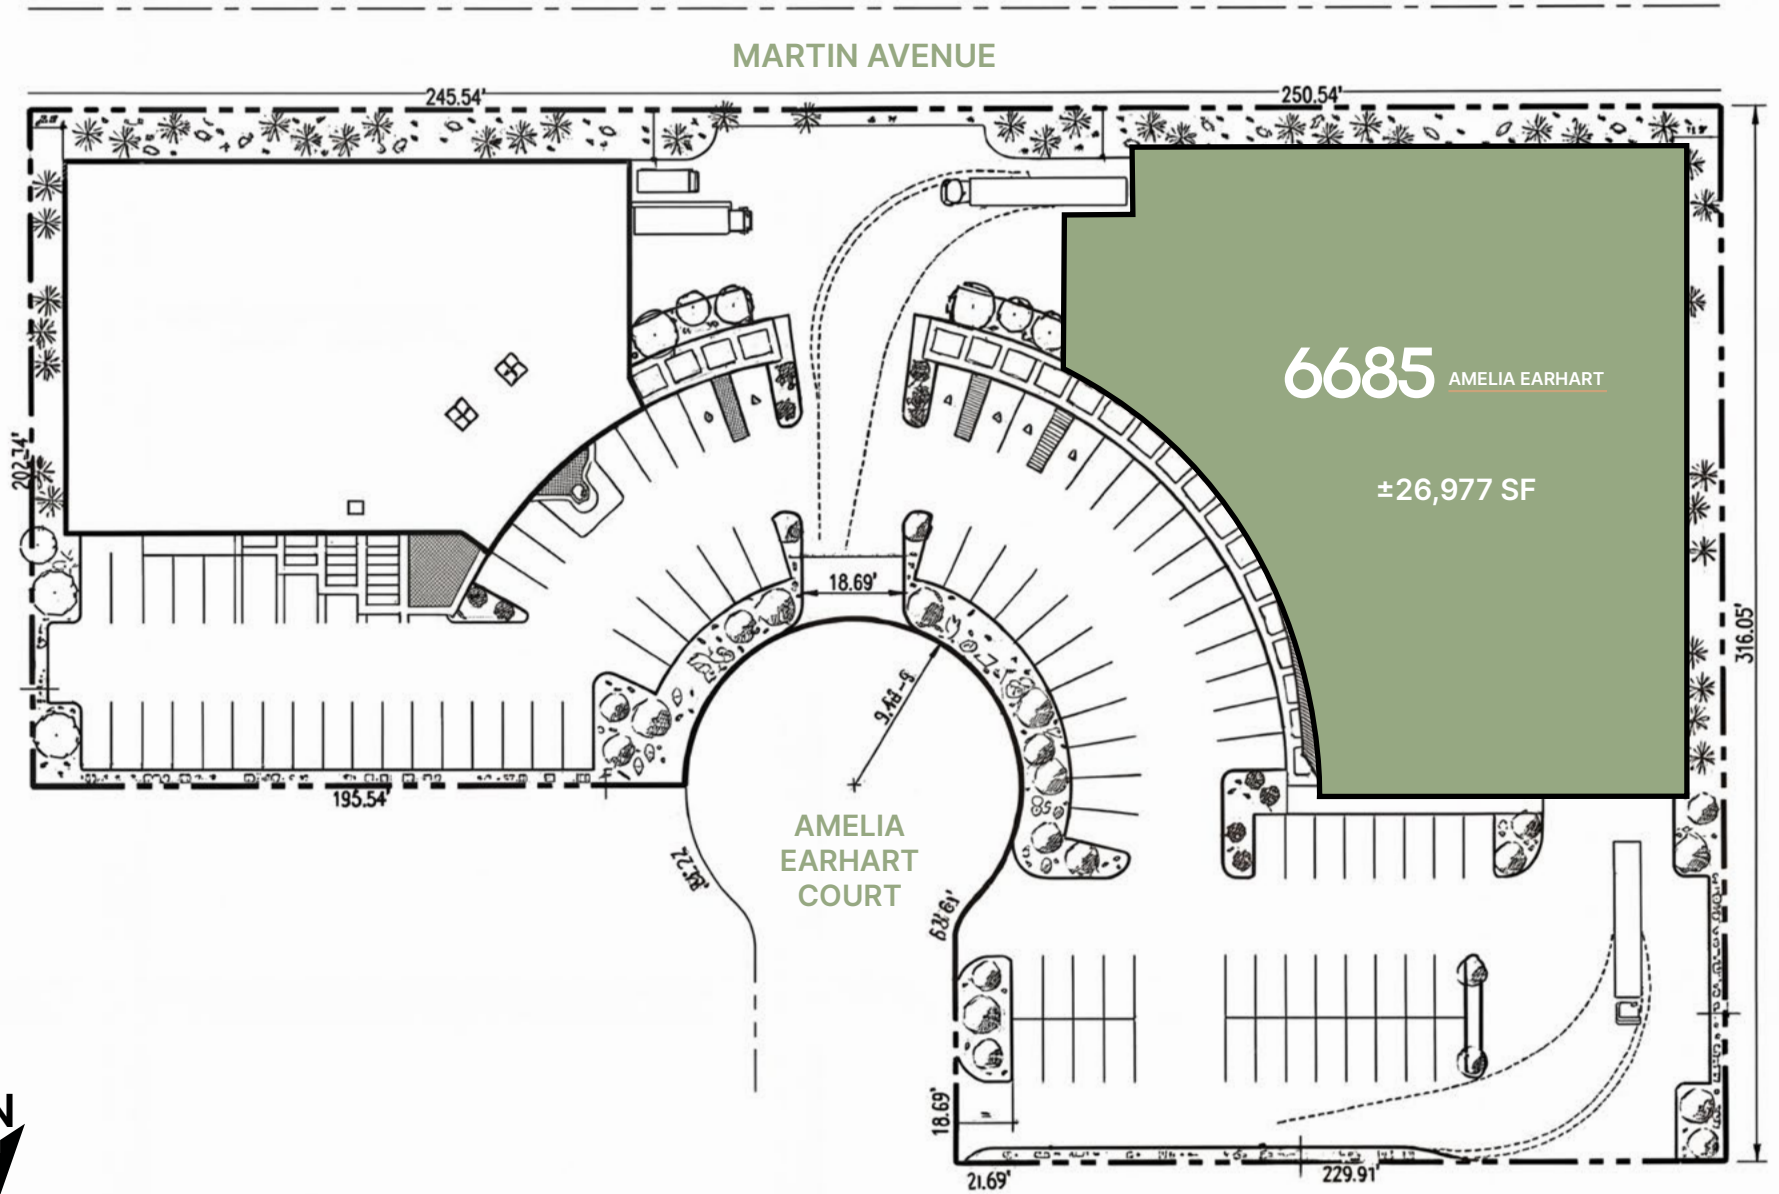 MARTIN AVENUE
245.54'
250.54'
6685 AMELIA EARHART
±26,977 SF
202.14'
18.69'
316.05'
195.54'
AMELIA
EARHART
COURT
18.69'
21.69'
229.91'
N